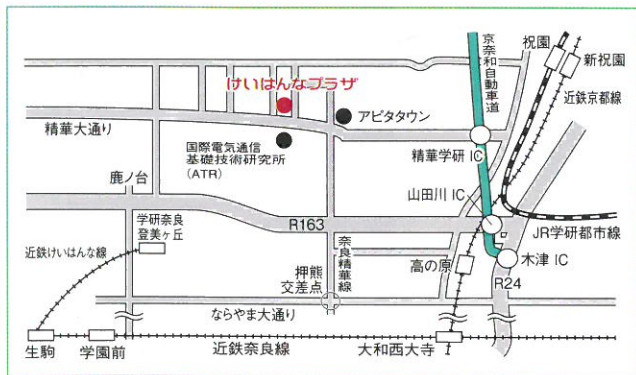 京奈和自動車道
祝園
新祝園
近鉄京都線
けいはんなプラザ
アピタタウン
精華大通り
国際電気通信
基礎技術研究所
(ATR)
精華学研 IC
鹿ノ台
山田川 IC
学研奈良
登美ヶ丘
R163
JR学研都市線
近鉄けいはんな線
奈良精華線
高の原
木津 IC
押熊
交差点
R24
ならやま大通り
生駒
学園前
近鉄奈良線
大和西大寺